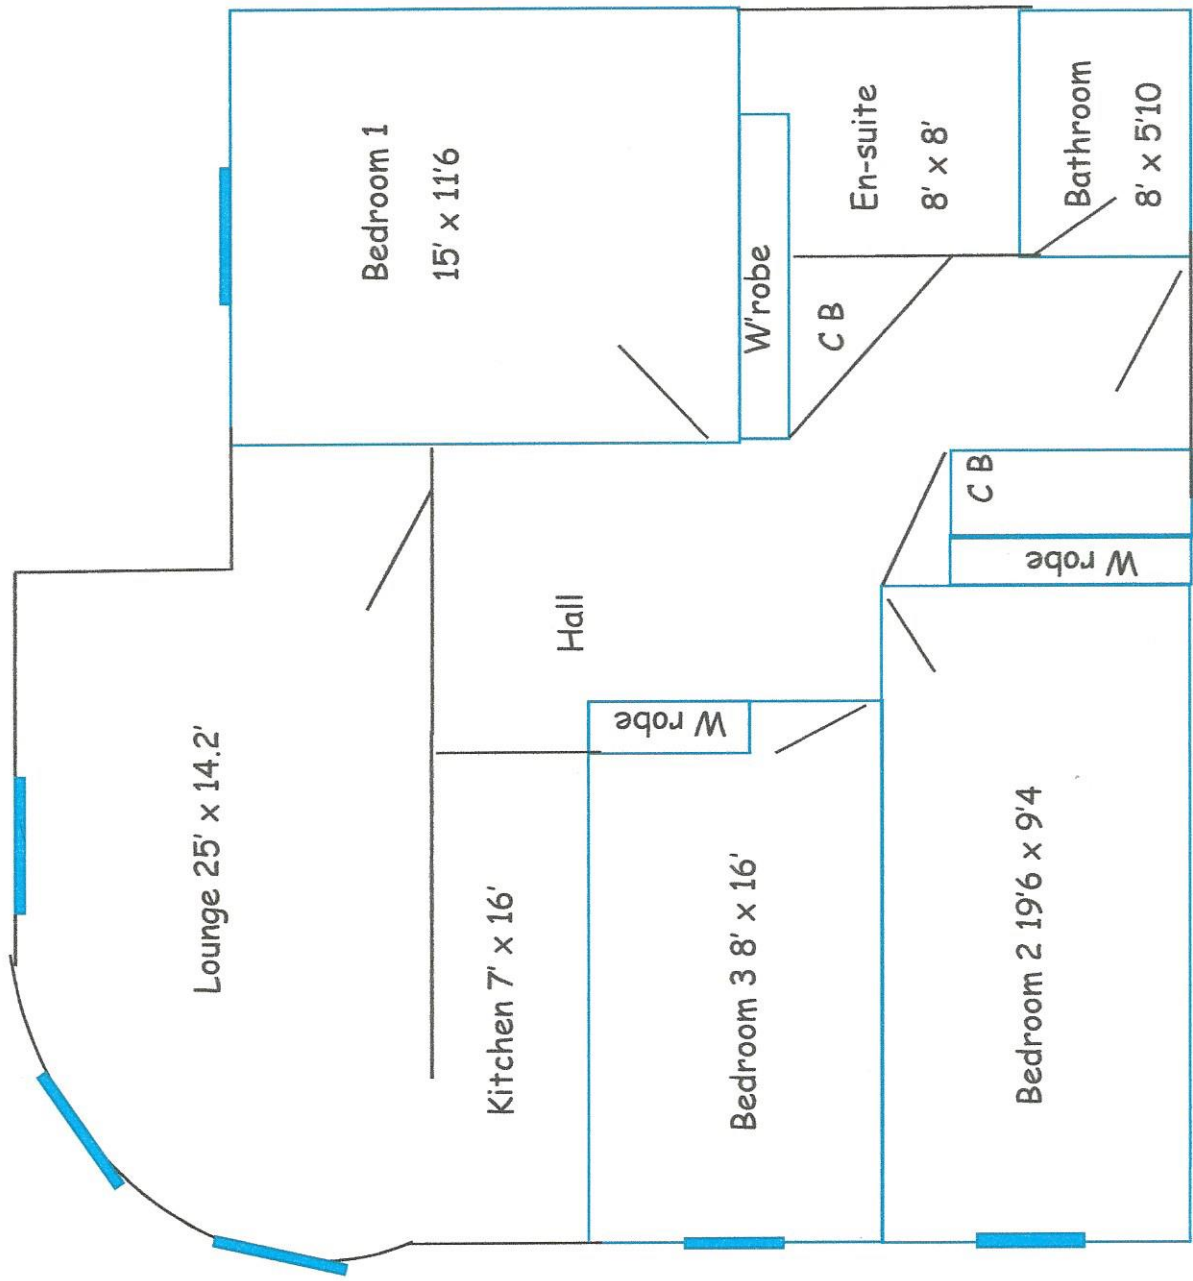 Lounge 25' x 14.2'
Bedroom 1
15' x 11'6
Kitchen 7' x 16'
Hall
W robe
W'robe
C B
En-suite
8' x 8'
Bedroom 3 8' x 16'
Bedroom 2 19'6 x 9'4
W robe
C B
Bathroom
8' x 5'10